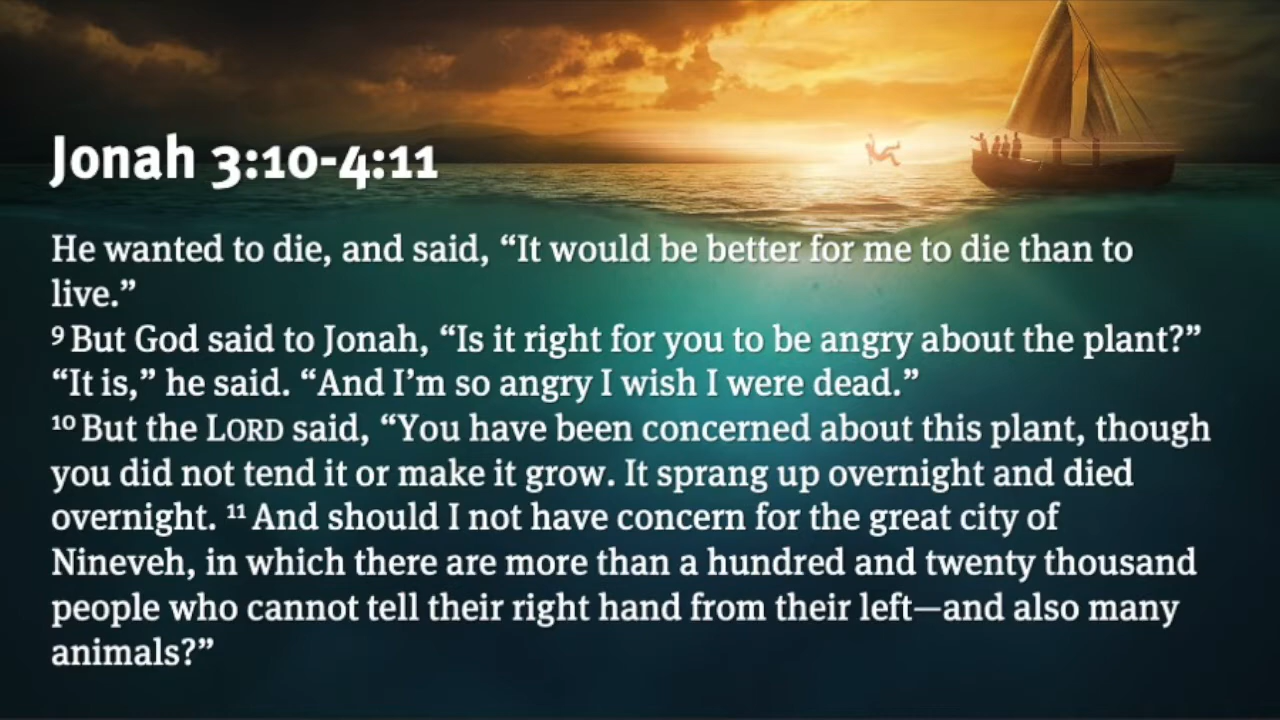 Jonah 3:10-4:11
He wanted to die, and said, “It would be better for me to die than to
live.”
⁹ But God said to Jonah, “Is it right for you to be angry about the plant?”
“It is,” he said. “And I’m so angry I wish I were dead.”
¹⁰ But the LORD said, “You have been concerned about this plant, though
you did not tend it or make it grow. It sprang up overnight and died
overnight. ¹¹ And should I not have concern for the great city of
Nineveh, in which there are more than a hundred and twenty thousand
people who cannot tell their right hand from their left—and also many
animals?”